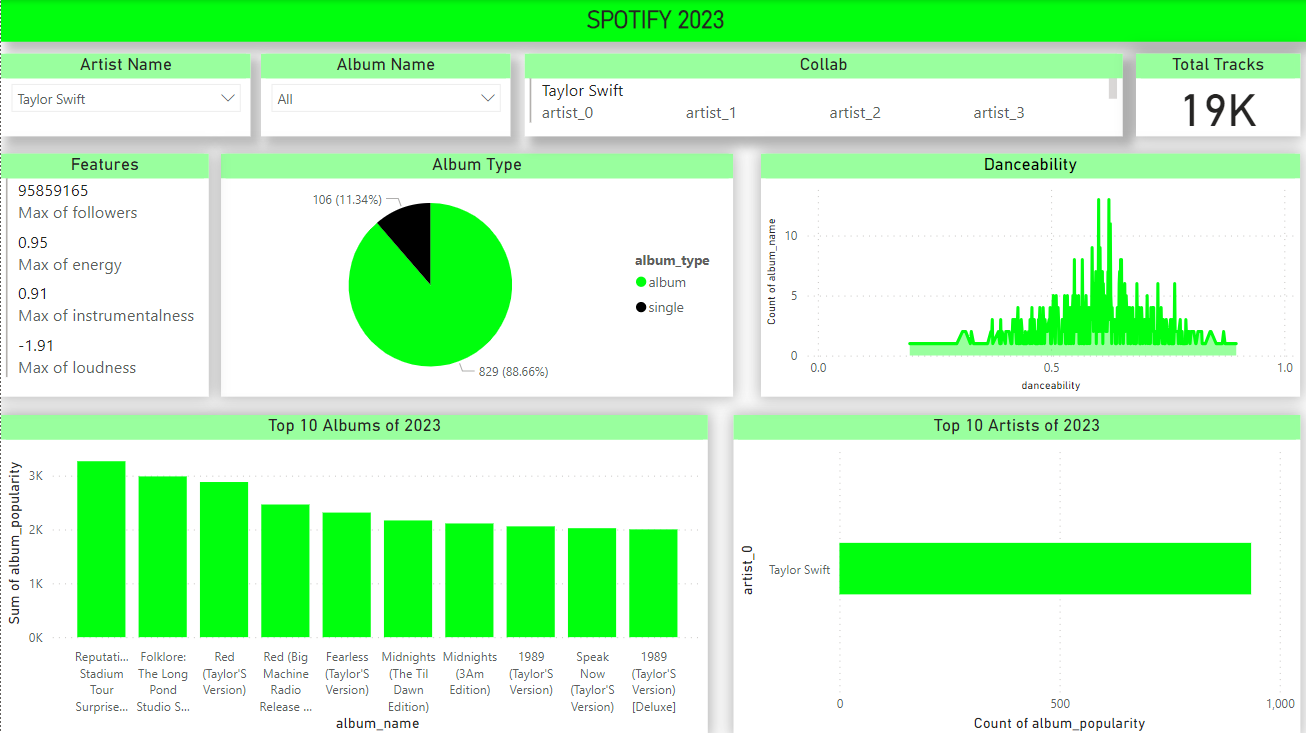 SPOTIFY 2023
Artist Name
Taylor Swift
Album Name
All
Collab
Taylor Swift
artist_0 artist_1 artist_2 artist_3
Total Tracks
19K
Features
95859165
Max of followers
0.95
Max of energy
0.91
Max of instrumentalness
-1.91
Max of loudness
Album Type
106 (11.34%)
829 (88.66%)
album_type
album
single
Danceability
Count of album_name
10
5
0
0.0 0.5 1.0
danceability
Top 10 Albums of 2023
Sum of album_popularity
3K
2K
1K
0K
Reputati...
Stadium
Tour
Surprise...
Folklore:
The Long
Pond
Studio S...
Red
(Taylor'S
Version)
Red (Big
Machine
Radio
Release ...
Fearless
(Taylor'S
Version)
Midnights
(The Til
Dawn
Edition)
Midnights
(3Am
Edition)
1989
(Taylor'S
Version)
Speak
Now
(Taylor'S
Version)
1989
(Taylor'S
Version)
[Deluxe]
album_name
Top 10 Artists of 2023
artist_0
Taylor Swift
0 500 1,000
Count of album_popularity